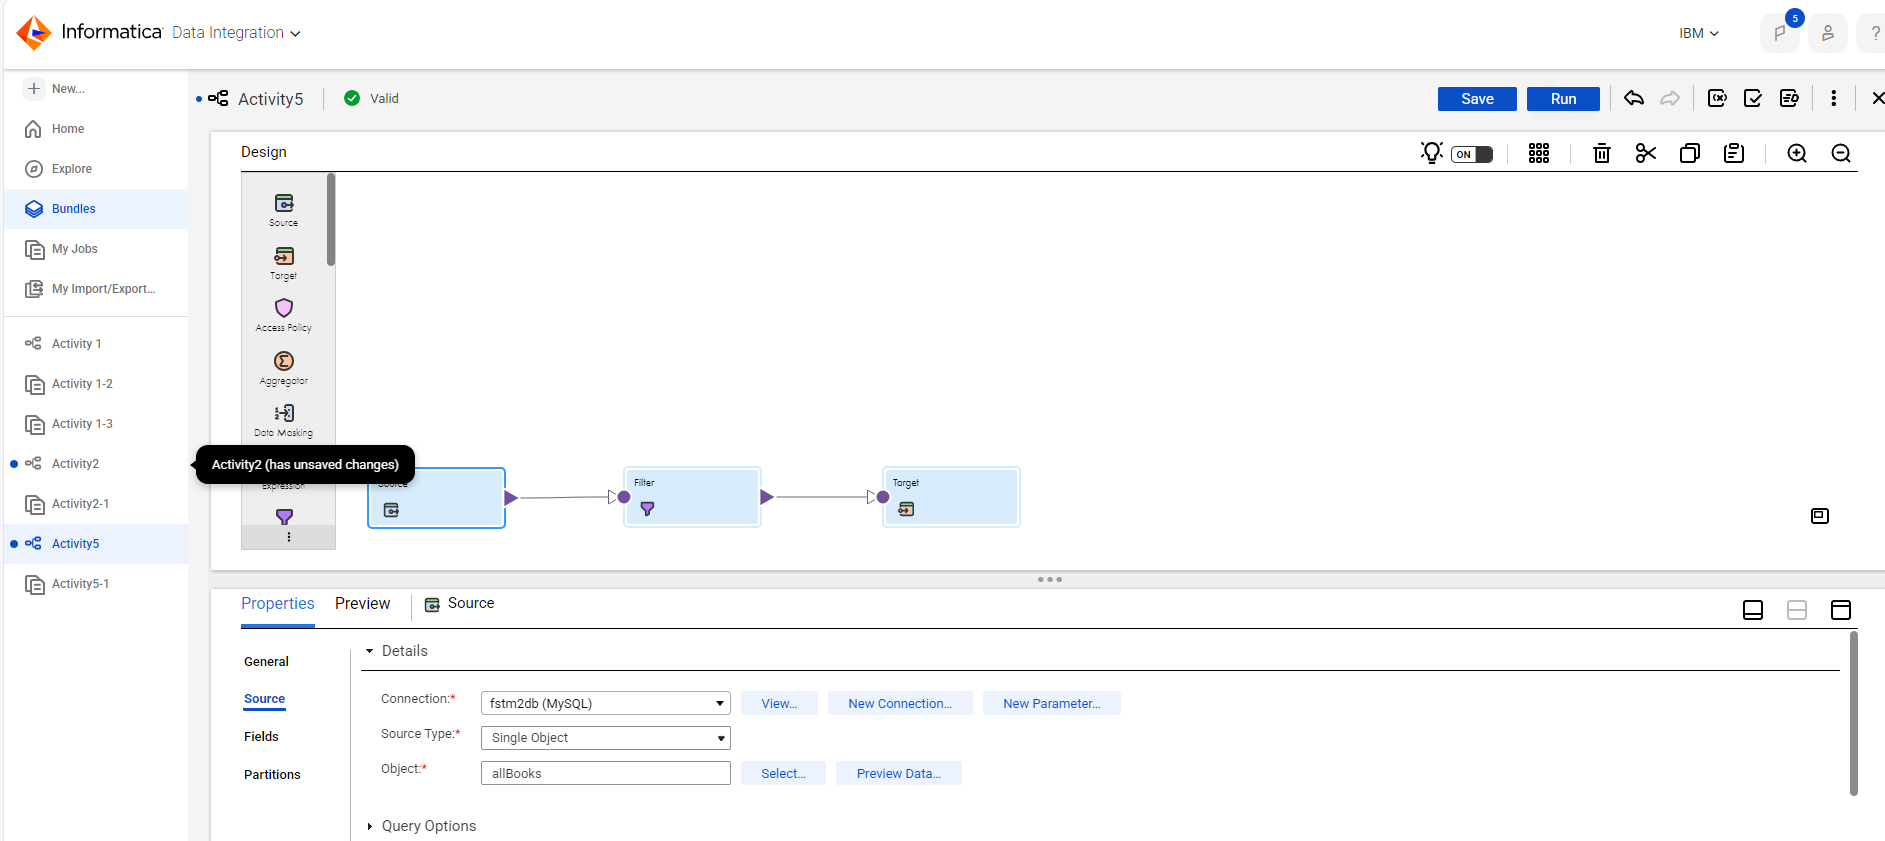 Informatica Data Integration
IBM
5
?
New...
Home
Explore
Bundles
My Jobs
My Import/Export...
Activity 1
Activity 1-2
Activity 1-3
Activity2
Activity2-1
Activity5
Activity5-1
Activity2 (has unsaved changes)
Activity5
Valid
Save
Run
Design
ON
Source
Target
Access Policy
Aggregator
Data Masking
Expression
Source
Filter
Target
Properties
Preview
Source
General
Source
Fields
Partitions
Details
Connection:* fstm2db (MySQL) View... New Connection... New Parameter...
Source Type:* Single Object
Object:* allBooks Select... Preview Data...
Query Options